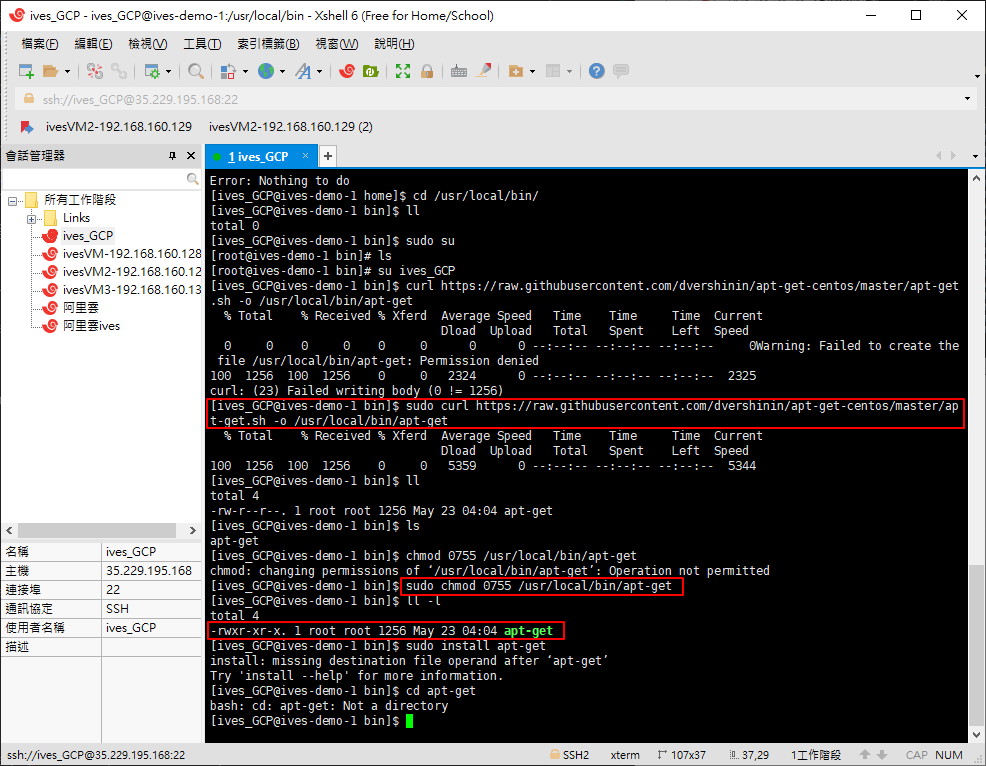 ives_GCP - ives_GCP@ives-demo-1:/usr/local/bin - Xshell 6 (Free for Home/School)
檔案(F) 編輯(E) 檢視(V) 工具(T) 索引標籤(B) 視窗(W) 說明(H)
ssh://ives_GCP@35.229.195.168:22
ivesVM2-192.168.160.129 ivesVM2-192.168.160.129 (2)
會話管理器
1 ives_GCP
所有工作階段
Links
ives_GCP
ivesVM-192.168.160.128
ivesVM2-192.168.160.12
ivesVM3-192.168.160.13
阿里雲
阿里雲ives
名稱 ives_GCP
主機 35.229.195.168
連接埠 22
通訊協定 SSH
使用者名稱 ives_GCP
描述
Error: Nothing to do
[ives_GCP@ives-demo-1 home]$ cd /usr/local/bin/
[ives_GCP@ives-demo-1 bin]$ ll
total 0
[ives_GCP@ives-demo-1 bin]$ sudo su
[root@ives-demo-1 bin]# ls
[root@ives-demo-1 bin]# su ives_GCP
[ives_GCP@ives-demo-1 bin]$ curl https://raw.githubusercontent.com/dvershinin/apt-get-centos/master/apt-get
.sh -o /usr/local/bin/apt-get
% Total % Received % Xferd Average Speed Time Time Time Current
Dload Upload Total Spent Left Speed
0 0 0 0 0 0 0 0 --:--:-- --:--:-- --:--:-- 0Warning: Failed to create the
file /usr/local/bin/apt-get: Permission denied
100 1256 100 1256 0 0 2324 0 --:--:-- --:--:-- --:--:-- 2325
curl: (23) Failed writing body (0 != 1256)
[ives_GCP@ives-demo-1 bin]$ sudo curl https://raw.githubusercontent.com/dvershinin/apt-get-centos/master/ap
t-get.sh -o /usr/local/bin/apt-get
% Total % Received % Xferd Average Speed Time Time Time Current
Dload Upload Total Spent Left Speed
100 1256 100 1256 0 0 5359 0 --:--:-- --:--:-- --:--:-- 5344
[ives_GCP@ives-demo-1 bin]$ ll
total 4
-rw-r--r--. 1 root root 1256 May 23 04:04 apt-get
[ives_GCP@ives-demo-1 bin]$ ls
apt-get
[ives_GCP@ives-demo-1 bin]$ chmod 0755 /usr/local/bin/apt-get
chmod: changing permissions of ‘/usr/local/bin/apt-get’: Operation not permitted
[ives_GCP@ives-demo-1 bin]$ sudo chmod 0755 /usr/local/bin/apt-get
[ives_GCP@ives-demo-1 bin]$ ll -l
total 4
-rwxr-xr-x. 1 root root 1256 May 23 04:04 apt-get
[ives_GCP@ives-demo-1 bin]$ sudo install apt-get
install: missing destination file operand after ‘apt-get’
Try 'install --help' for more information.
[ives_GCP@ives-demo-1 bin]$ cd apt-get
bash: cd: apt-get: Not a directory
[ives_GCP@ives-demo-1 bin]$
ssh://ives_GCP@35.229.195.168:22 SSH2 xterm 107x37 37,29 1工作階段 CAP NUM